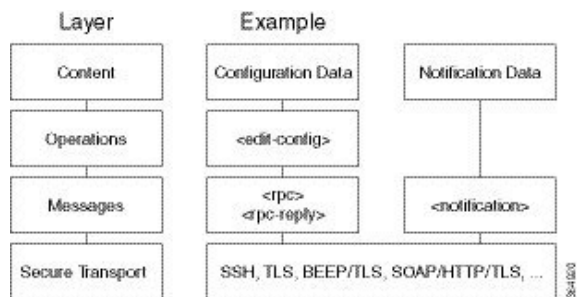 Layer Example
Content Configuration Data Notification Data
Operations <edit-config>
Messages <rpc> <notification>
<rpc-reply>
Secure Transport SSH, TLS, BEEP/TLS, SOAP/HTTP/TLS, ...